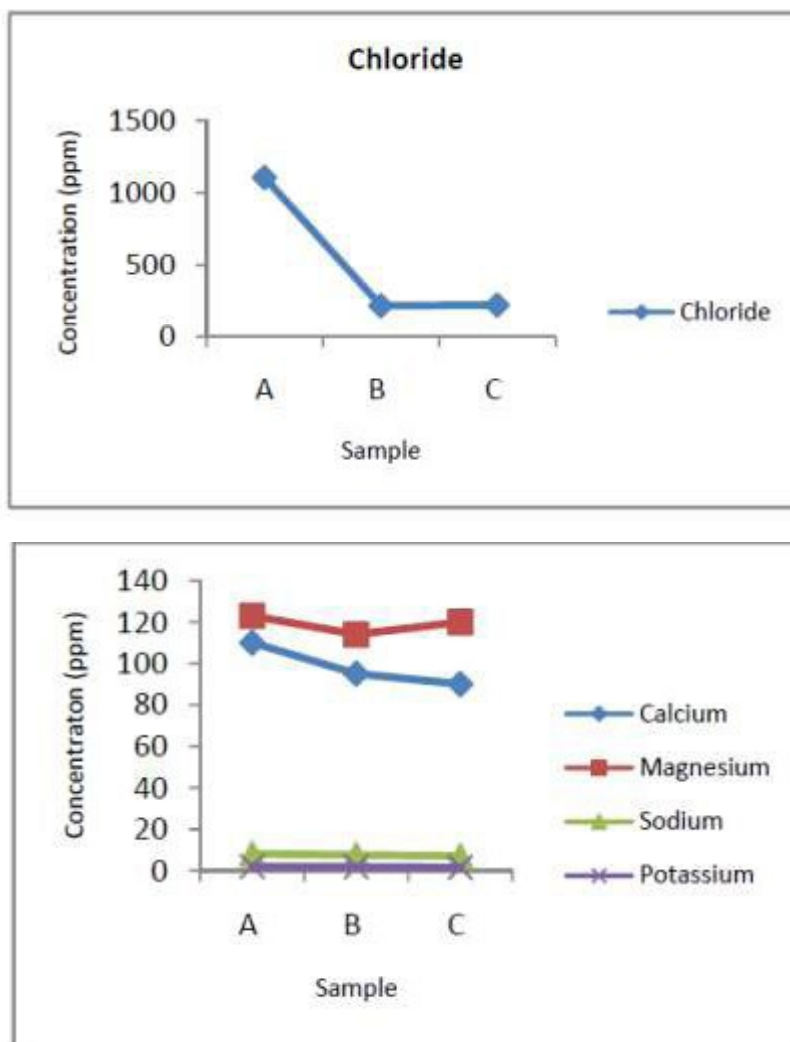 Chloride
Concentration (ppm)
1500
1000
500
0
A B C
Sample
Chloride
Concentraton (ppm)
140
120
100
80
60
40
20
0
A B C
Sample
Calcium
Magnesium
Sodium
Potassium